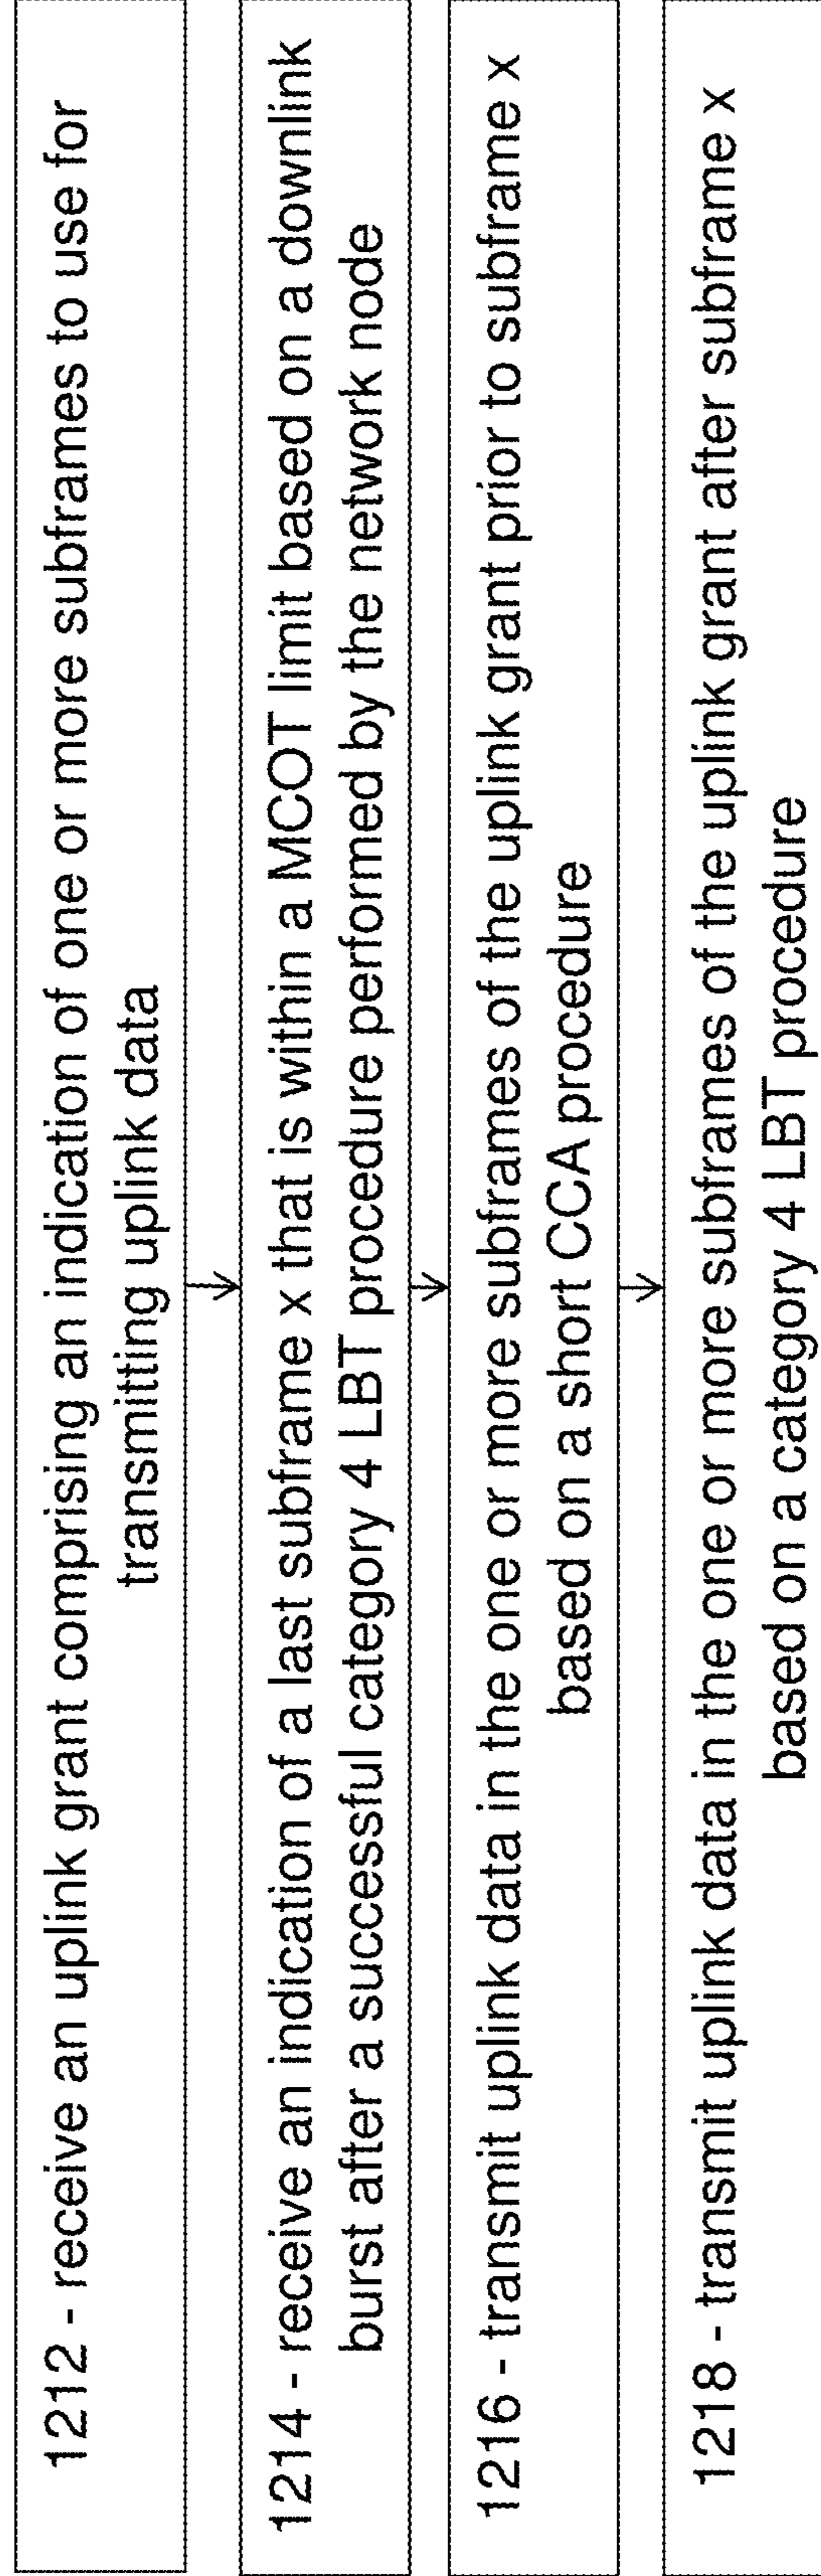 1212 - receive an uplink grant comprising an indication of one or more subframes to use for
transmitting uplink data
1214 - receive an indication of a last subframe x that is within a MCOT limit based on a downlink
burst after a successful category 4 LBT procedure performed by the network node
1216 - transmit uplink data in the one or more subframes of the uplink grant prior to subframe x
based on a short CCA procedure
1218 - transmit uplink data in the one or more subframes of the uplink grant after subframe x
based on a category 4 LBT procedure